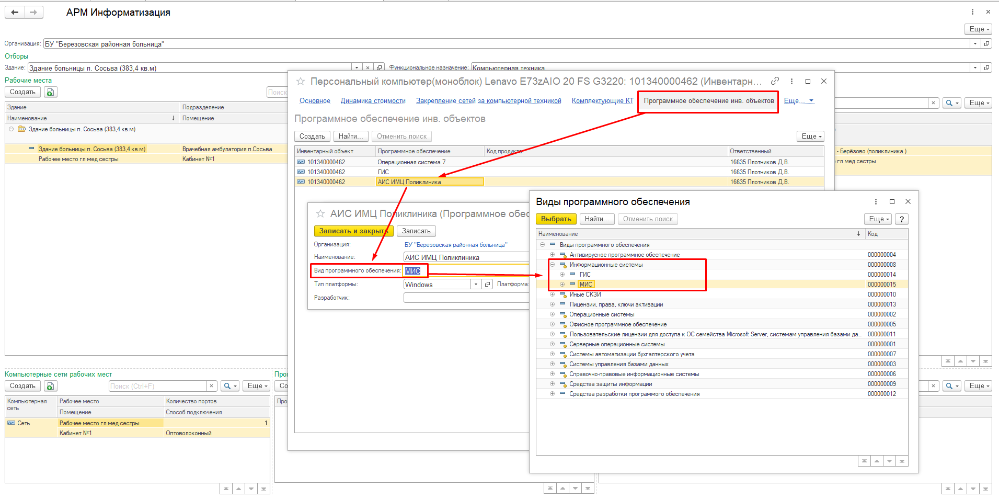 АРМ Информатизация
Еще
Организация: БУ "Березовская районная больница"
Отборы
Здание: Здание больницы п. Сосьва (383,4 кв.м) Функциональное назначение: Компьютерная техника
Рабочие места
Создать Поиск
Еще
Здание Подразделение
Наименование Помещение
Здание больницы п. Сосьва (383,4 кв.м)
Здание больницы п. Сосьва (383,4 кв.м) Врачебная амбулатория п.Сосьва
Рабочее место гл мед сестры Кабинет №1
- Берёзово (поликлиника )
гл мед сестры
Персональный компьютер(моноблок) Lenavo E73zAIO 20 FS G3220: 101340000462 (Инвентарн...
Основное Динамика стоимости Закрепление сетей за компьютерной техникой Комплектующие КТ Программное обеспечение инв. объектов Еще...
Программное обеспечение инв. объектов
Создать Найти... Отменить поиск Еще
Инвентарный объект Программное обеспечение Код продукта Ответственный
101340000462 Операционная система 7 16635 Плотников Д.В.
101340000462 ГИС 16635 Плотников Д.В.
101340000462 АИС ИМЦ Поликлиника 16635 Плотников Д.В.
АИС ИМЦ Поликлиника (Программное обес
Записать и закрыть Записать
Организация: БУ "Березовская районная больница"
Наименование: АИС ИМЦ Поликлиника
Вид программного обеспечения: МИС
Тип платформы: Windows Платформа:
Разработчик:
Виды программного обеспечения
Выбрать Найти... Отменить поиск Еще ?
Наименование Код
Виды программного обеспечения
Антивирусное программное обеспечение 000000004
Информационные системы 000000008
ГИС 000000014
МИС 000000015
Иные СКЗИ 000000010
Лицензии, права, ключи активации 000000013
Операционные системы 000000002
Офисное программное обеспечение 000000005
Пользовательские лицензии для доступа к ОС семейства Microsoft Server, системам управления базами да... 000000011
Серверные операционные системы 000000001
Системы автоматизации бухгалтерского учета 000000007
Системы управления базами данных 000000003
Справочно-правовые информационные системы 000000006
Средства защиты информации 000000009
Средства разработки програмного обеспечения 000000012
Компьютерные сети рабочих мест
Создать Поиск (Ctrl+F) Еще
Компьютерная сеть Рабочее место Количество портов
Помещение Способ подключения
Сеть Рабочее место гл мед сестры 1
Кабинет №1 Оптоволоконный
Еще